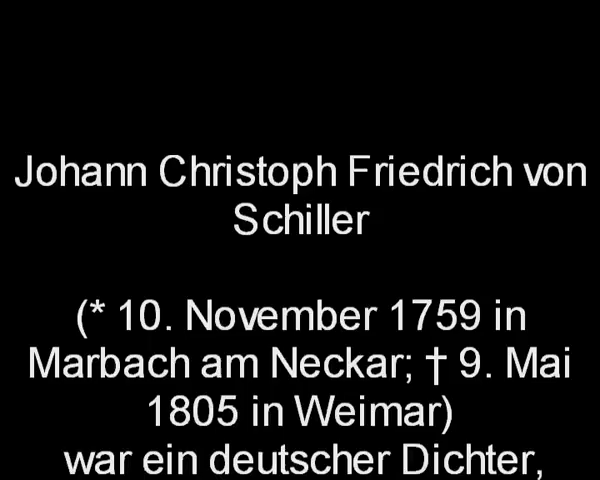 Johann Christoph Friedrich von
Schiller
(* 10. November 1759 in
Marbach am Neckar; † 9. Mai
1805 in Weimar)
war ein deutscher Dichter,